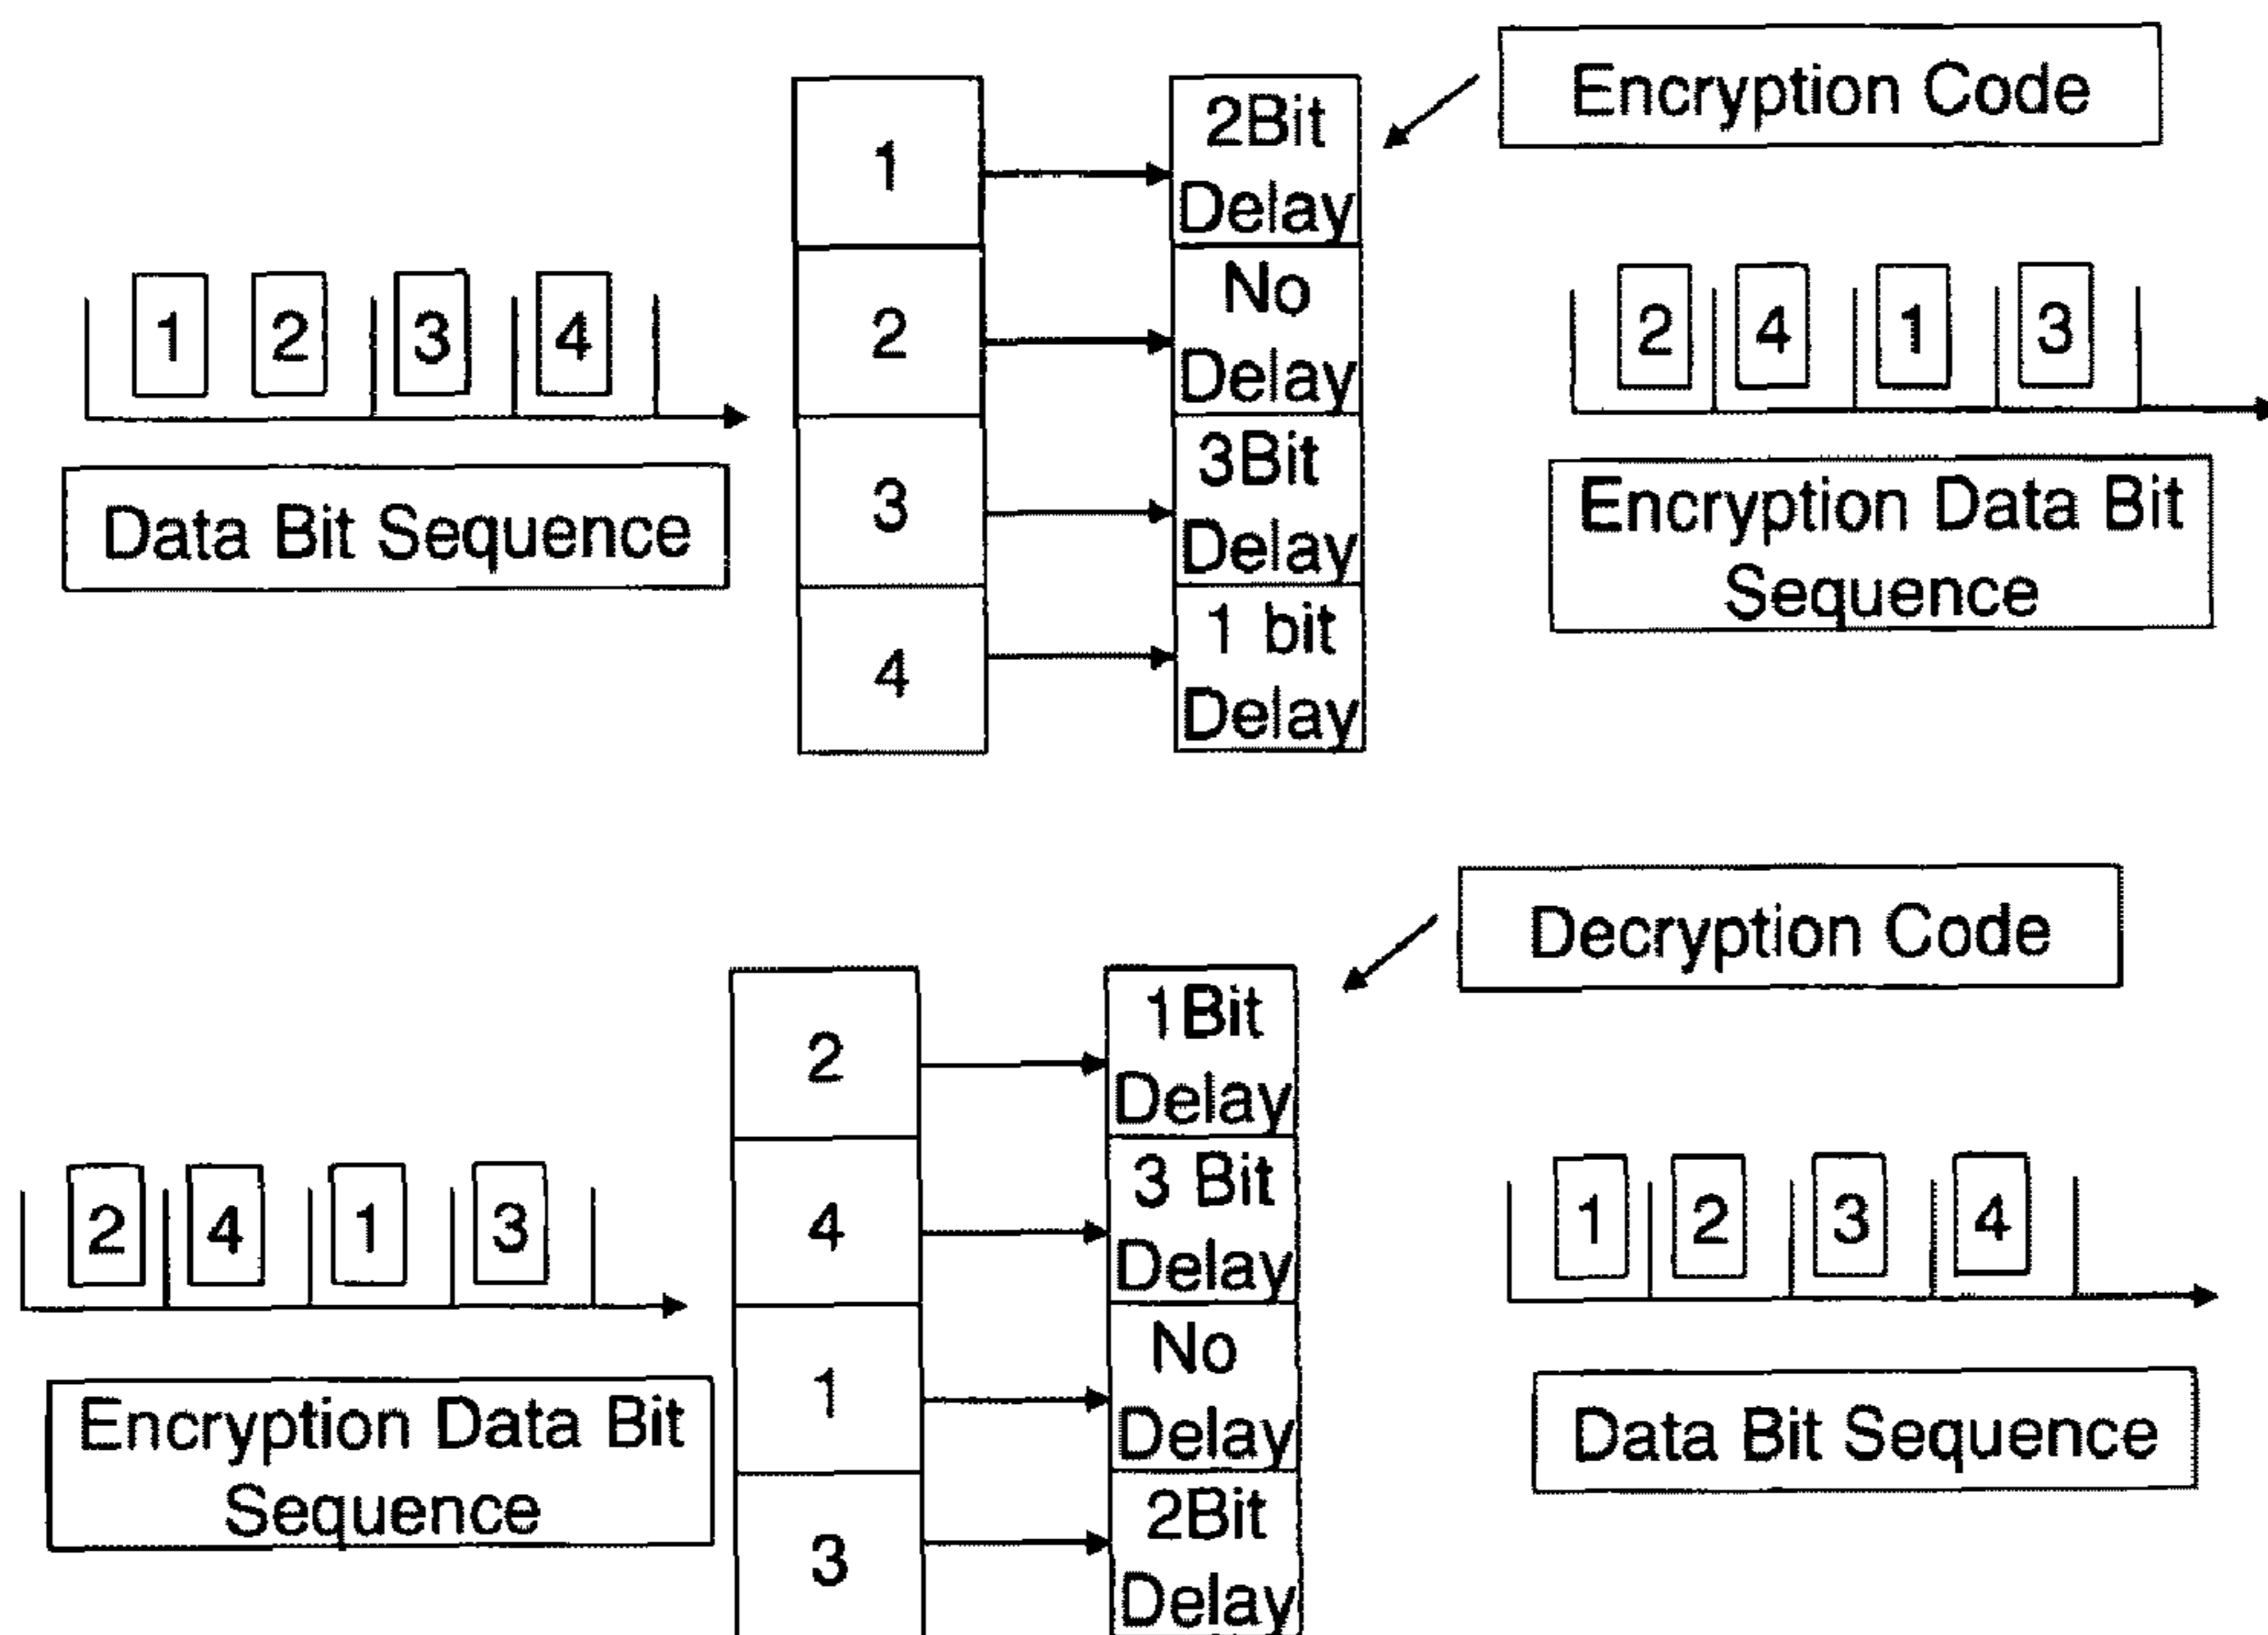 Encryption Code
1
2Bit
Delay
2
No
Delay
3
3Bit
Delay
4
1 bit
Delay
1 2 3 4
Data Bit Sequence
2 4 1 3
Encryption Data Bit
Sequence
Decryption Code
2
1Bit
Delay
4
3 Bit
Delay
1
No
Delay
3
2Bit
Delay
2 4 1 3
Encryption Data Bit
Sequence
1 2 3 4
Data Bit Sequence